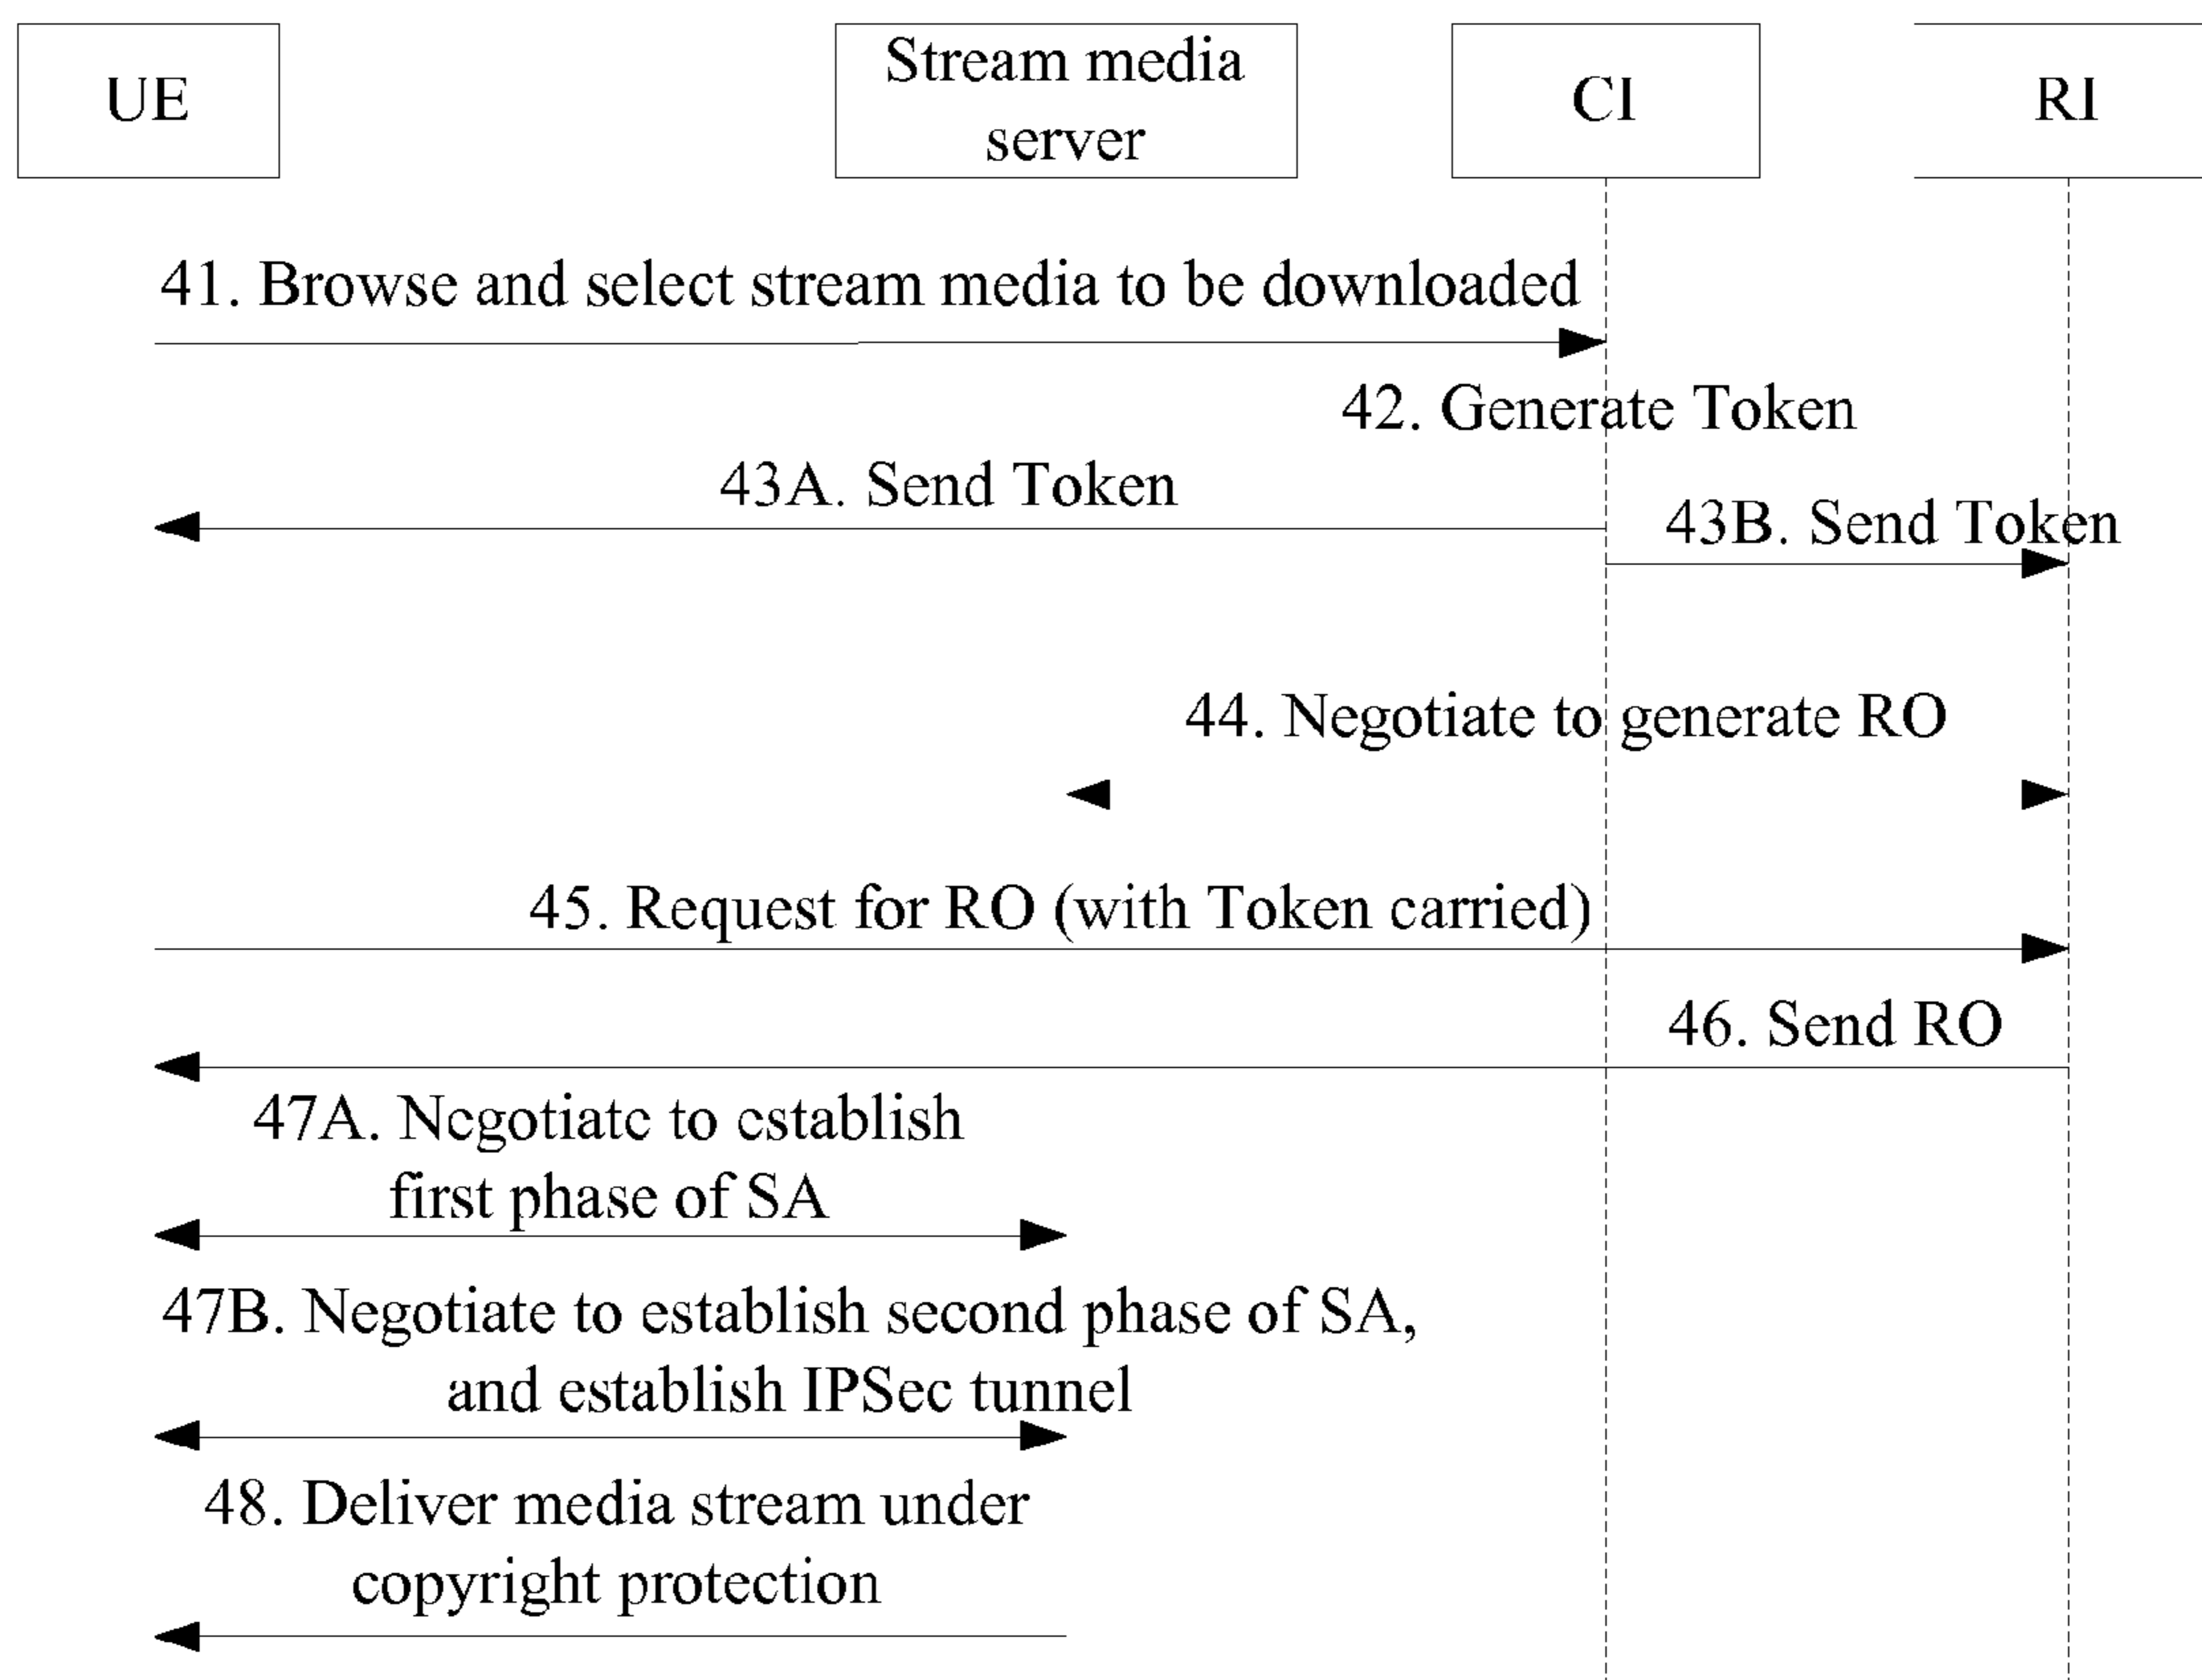 UE
Stream media
server
CI
RI
41. Browse and select stream media to be downloaded
42. Generate Token
43A. Send Token
43B. Send Token
44. Negotiate to generate RO
45. Request for RO (with Token carried)
46. Send RO
47A. Negotiate to establish
first phase of SA
47B. Negotiate to establish second phase of SA,
and establish IPSec tunnel
48. Deliver media stream under
copyright protection